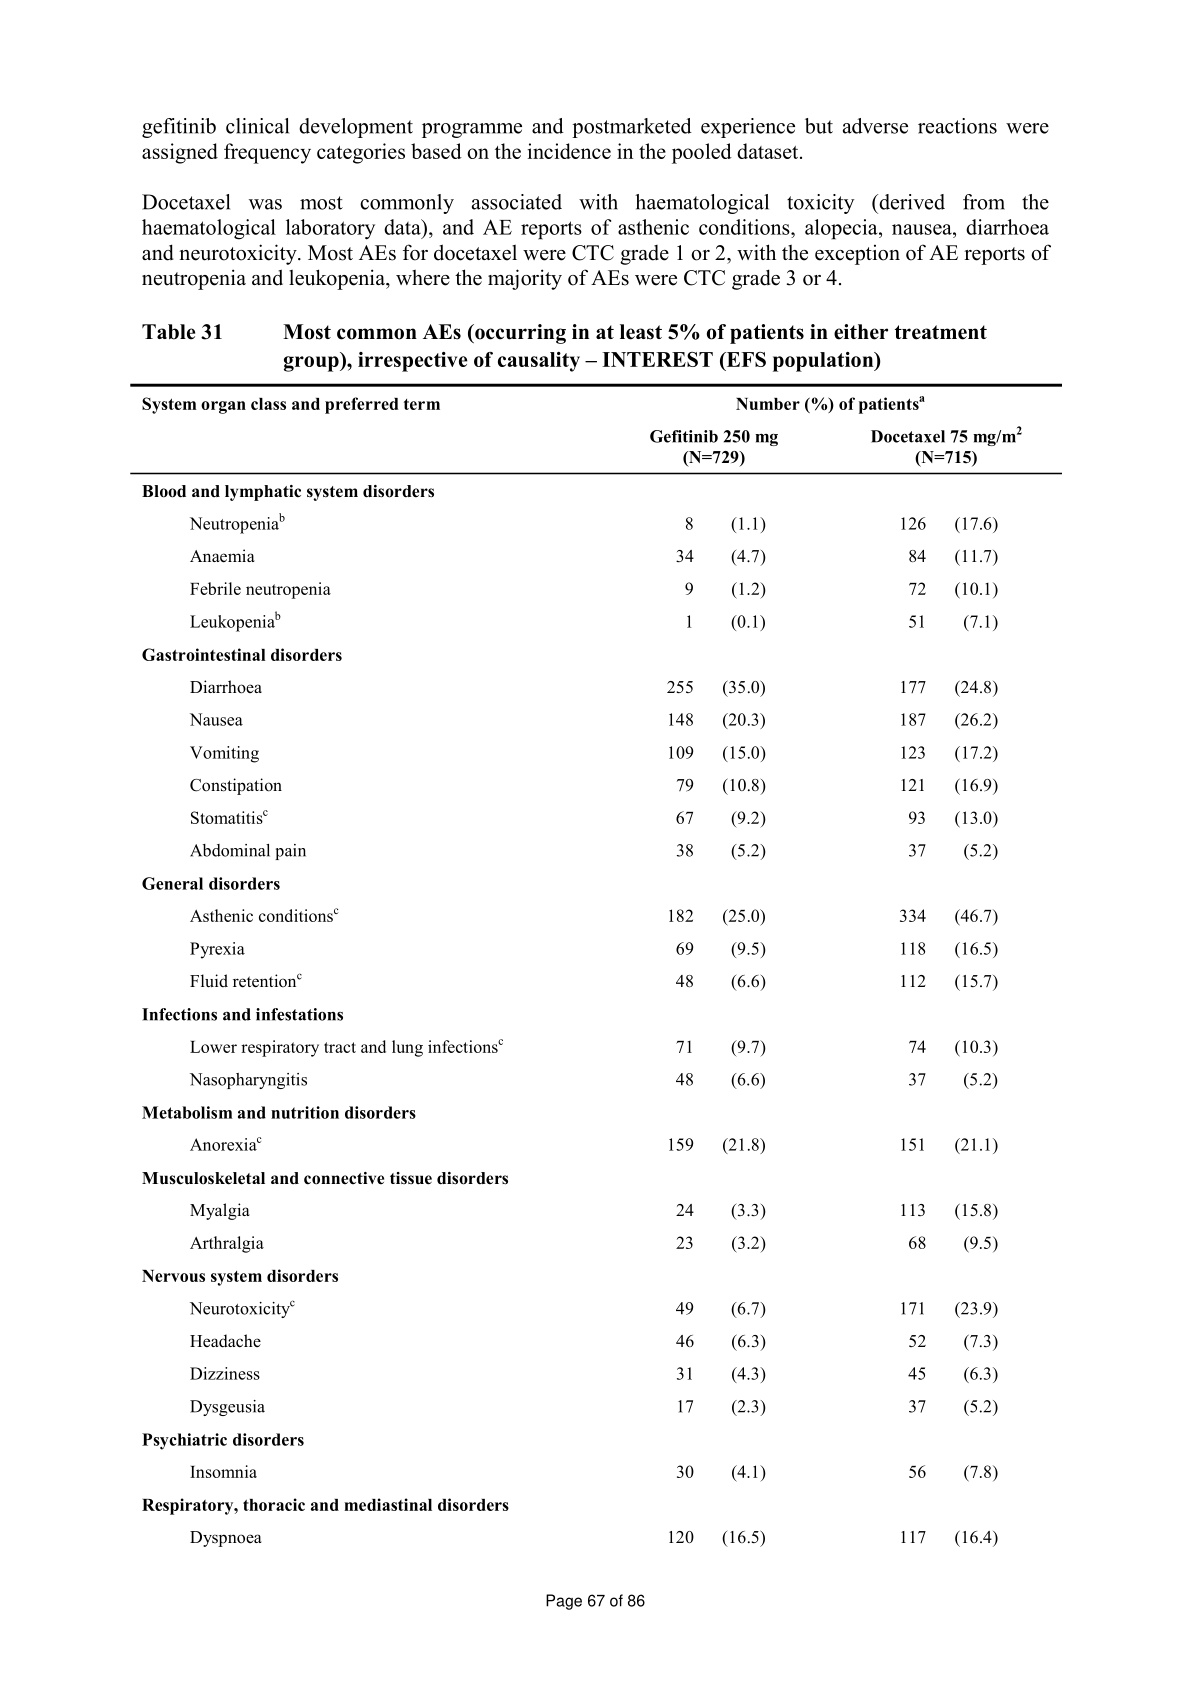 gefitinib clinical development programme and postmarketed experience but adverse reactions were
assigned frequency categories based on the incidence in the pooled dataset.
Docetaxel was most commonly associated with haematological toxicity (derived from the
haematological laboratory data), and AE reports of asthenic conditions, alopecia, nausea, diarrhoea
and neurotoxicity. Most AEs for docetaxel were CTC grade 1 or 2, with the exception of AE reports of
neutropenia and leukopenia, where the majority of AEs were CTC grade 3 or 4.
Table 31 Most common AEs (occurring in at least 5% of patients in either treatment
group), irrespective of causality – INTEREST (EFS population)
System organ class and preferred term Number (%) of patientsᵃ
Gefitinib 250 mg Docetaxel 75 mg/m²
(N=729) (N=715)
Blood and lymphatic system disorders
Neutropeniaᵇ 8 (1.1) 126 (17.6)
Anaemia 34 (4.7) 84 (11.7)
Febrile neutropenia 9 (1.2) 72 (10.1)
Leukopeniaᵇ 1 (0.1) 51 (7.1)
Gastrointestinal disorders
Diarrhoea 255 (35.0) 177 (24.8)
Nausea 148 (20.3) 187 (26.2)
Vomiting 109 (15.0) 123 (17.2)
Constipation 79 (10.8) 121 (16.9)
Stomatitisᶜ 67 (9.2) 93 (13.0)
Abdominal pain 38 (5.2) 37 (5.2)
General disorders
Asthenic conditionsᶜ 182 (25.0) 334 (46.7)
Pyrexia 69 (9.5) 118 (16.5)
Fluid retentionᶜ 48 (6.6) 112 (15.7)
Infections and infestations
Lower respiratory tract and lung infectionsᶜ 71 (9.7) 74 (10.3)
Nasopharyngitis 48 (6.6) 37 (5.2)
Metabolism and nutrition disorders
Anorexiaᶜ 159 (21.8) 151 (21.1)
Musculoskeletal and connective tissue disorders
Myalgia 24 (3.3) 113 (15.8)
Arthralgia 23 (3.2) 68 (9.5)
Nervous system disorders
Neurotoxicityᶜ 49 (6.7) 171 (23.9)
Headache 46 (6.3) 52 (7.3)
Dizziness 31 (4.3) 45 (6.3)
Dysgeusia 17 (2.3) 37 (5.2)
Psychiatric disorders
Insomnia 30 (4.1) 56 (7.8)
Respiratory, thoracic and mediastinal disorders
Dyspnoea 120 (16.5) 117 (16.4)
Page 67 of 86